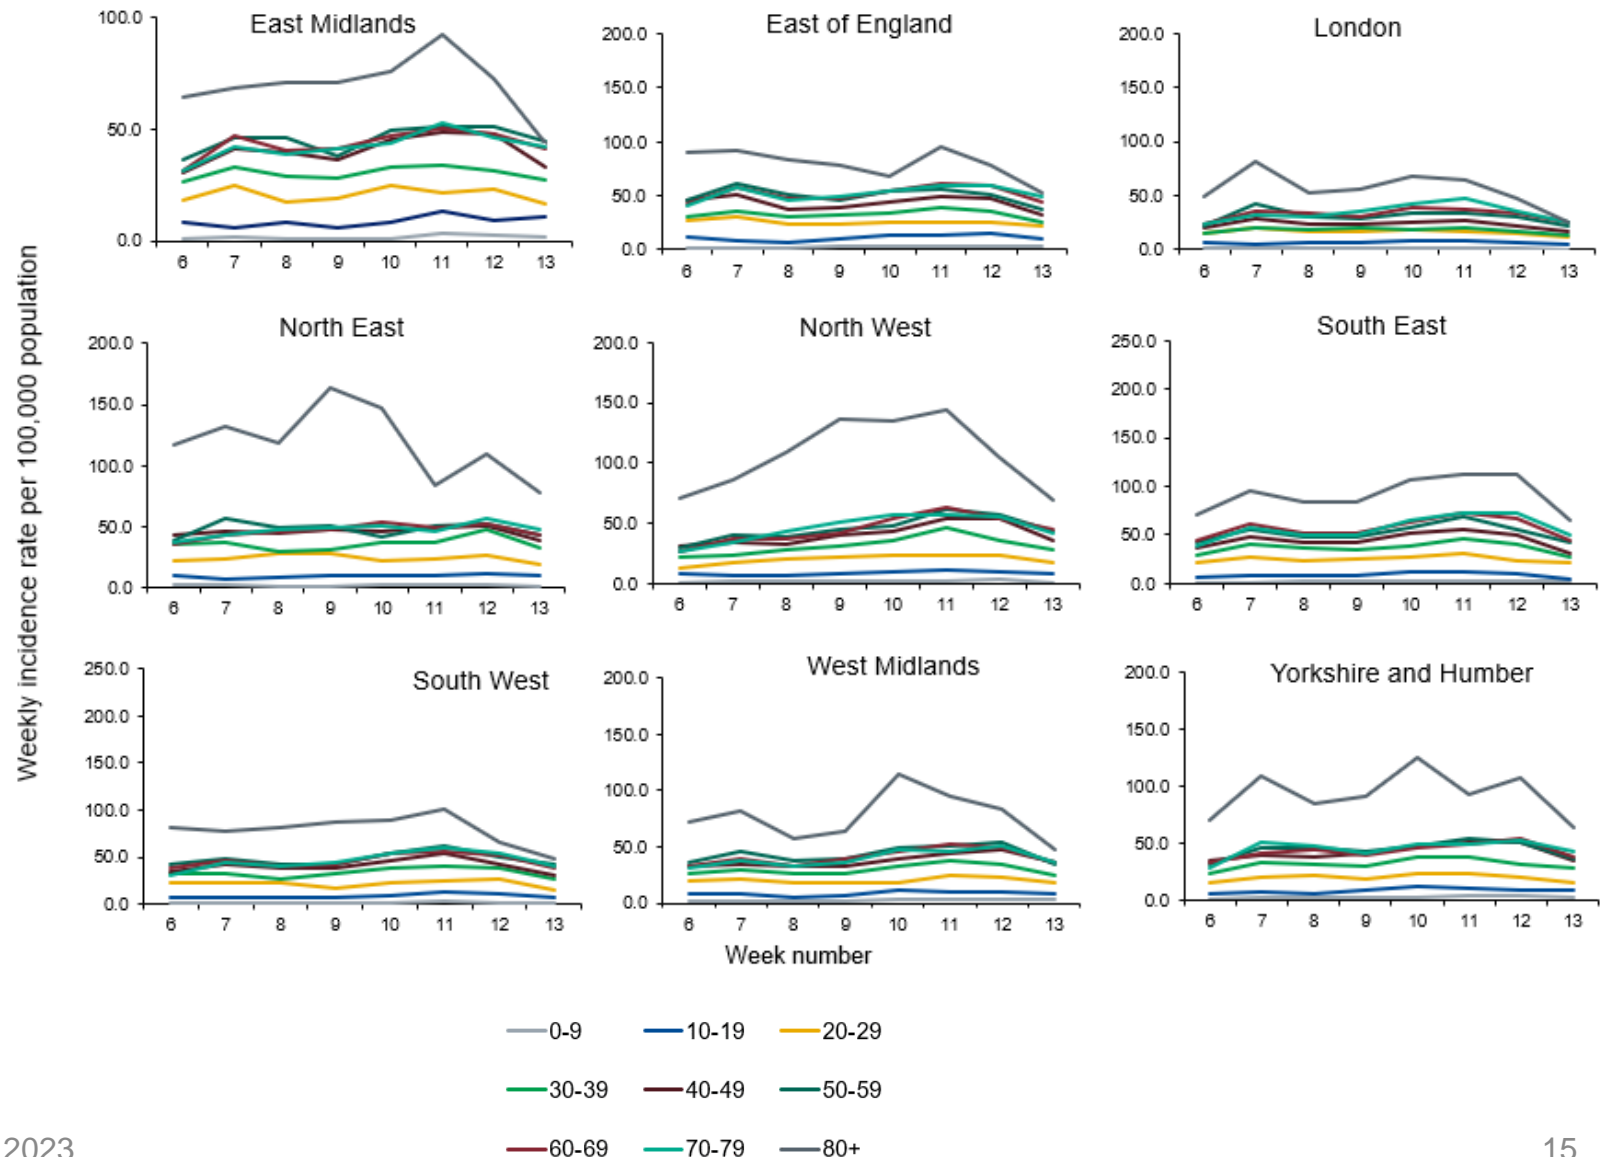 Weekly incidence rate per 100,000 population
East Midlands
100.0
50.0
0.0
6 7 8 9 10 11 12 13
East of England
200.0
150.0
100.0
50.0
0.0
6 7 8 9 10 11 12 13
London
200.0
150.0
100.0
50.0
0.0
6 7 8 9 10 11 12 13
North East
200.0
150.0
100.0
50.0
0.0
6 7 8 9 10 11 12 13
North West
200.0
150.0
100.0
50.0
0.0
6 7 8 9 10 11 12 13
South East
250.0
200.0
150.0
100.0
50.0
0.0
6 7 8 9 10 11 12 13
South West
250.0
200.0
150.0
100.0
50.0
0.0
6 7 8 9 10 11 12 13
West Midlands
200.0
150.0
100.0
50.0
0.0
6 7 8 9 10 11 12 13
Yorkshire and Humber
200.0
150.0
100.0
50.0
0.0
6 7 8 9 10 11 12 13
Week number
0-9 10-19 20-29
30-39 40-49 50-59
60-69 70-79 80+
2023 15